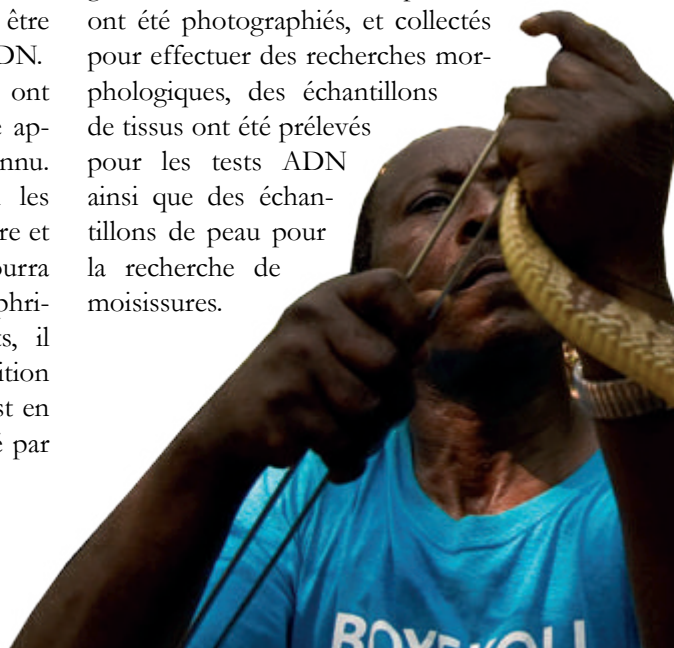 être
DN.
ont
ap-
nnu.
les
re et
ourra
phri-
s, il
ition
st en
par
ont été photographiés, et collectés
pour effectuer des recherches mor-
phologiques, des échantillons
de tissus ont été prélevés
pour les tests ADN
ainsi que des échan-
tillons de peau pour
la recherche de
moisissures.